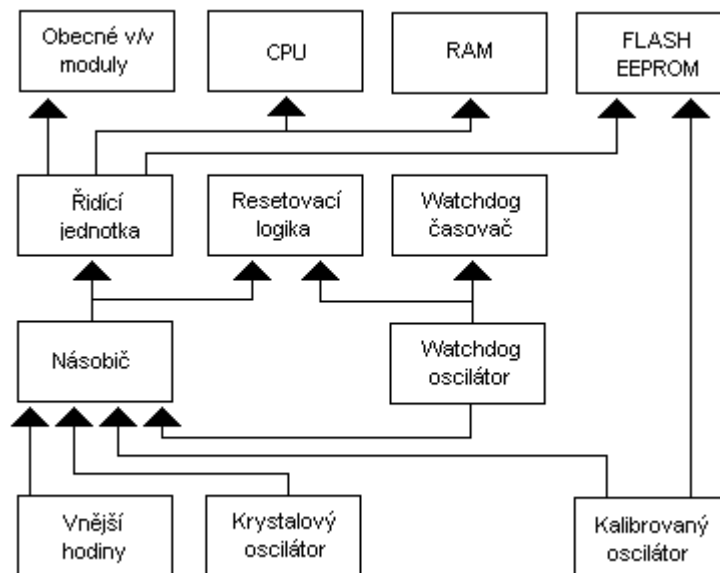 Obecné v/v
moduly
CPU
RAM
FLASH
EEPROM
Řidící
jednotka
Resetovací
logika
Watchdog
časovač
Násobič
Watchdog
oscilátor
Vnější
hodiny
Krystalový
oscilátor
Kalibrovaný
oscilátor